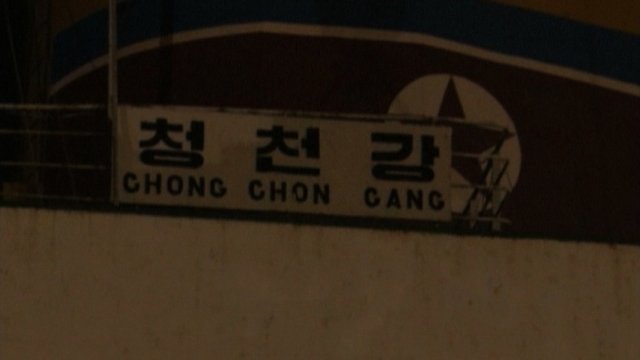 청 천 강
CHONG CHON GANG